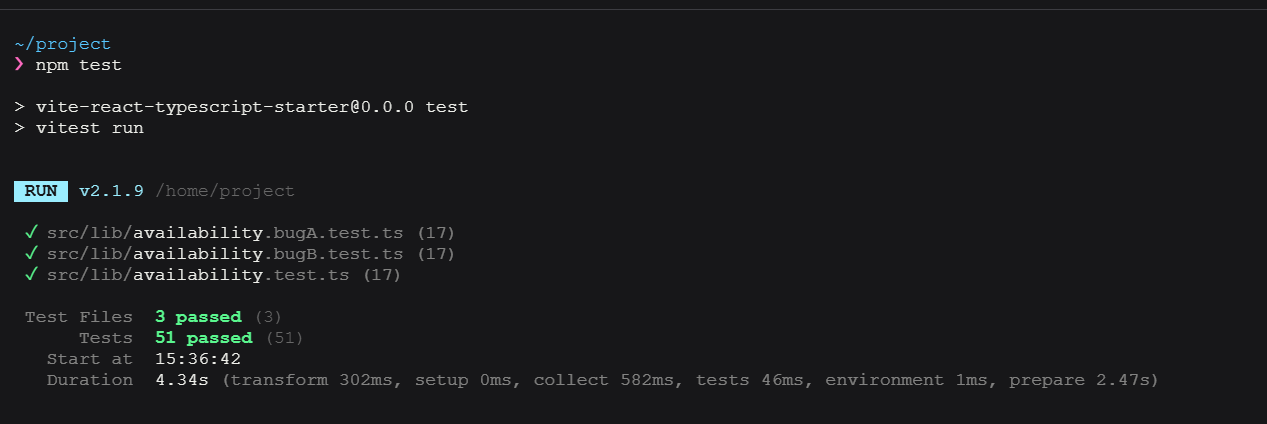 ~/project
❯ npm test
> vite-react-typescript-starter@0.0.0 test
> vitest run
RUN v2.1.9 /home/project
✓ src/lib/availability.bugA.test.ts (17)
✓ src/lib/availability.bugB.test.ts (17)
✓ src/lib/availability.test.ts (17)
Test Files 3 passed (3)
Tests 51 passed (51)
Start at 15:36:42
Duration 4.34s (transform 302ms, setup 0ms, collect 582ms, tests 46ms, environment 1ms, prepare 2.47s)